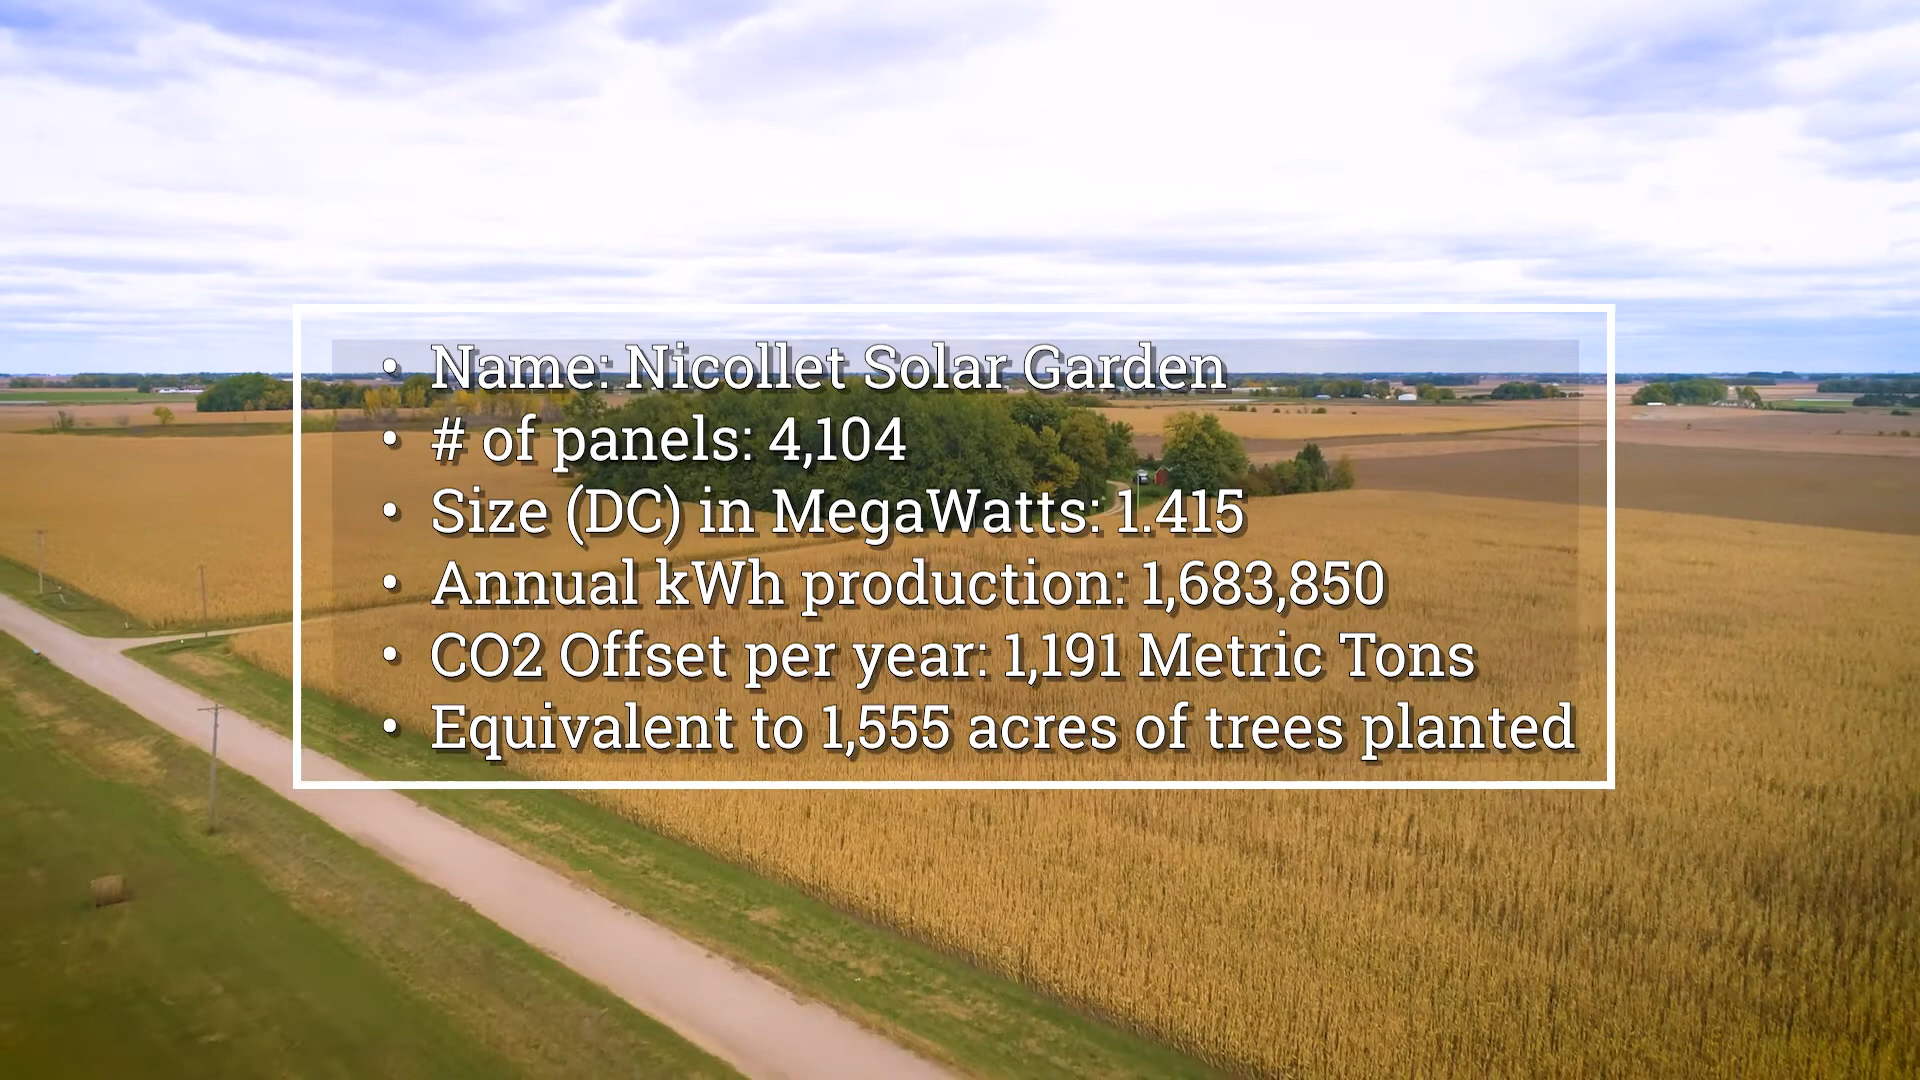 • Name: Nicollet Solar Garden
• # of panels: 4,104
• Size (DC) in MegaWatts: 1.415
• Annual kWh production: 1,683,850
• CO2 Offset per year: 1,191 Metric Tons
• Equivalent to 1,555 acres of trees planted